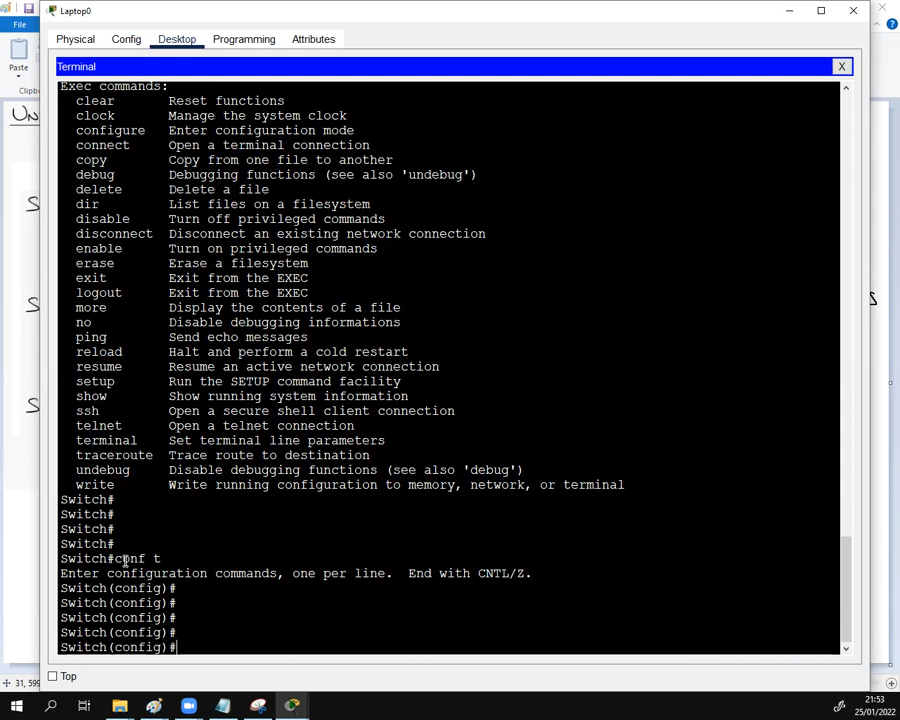 Laptop0
File
Physical Config Desktop Programming Attributes
Paste
Terminal X
Clipb
Exec commands:
clear Reset functions
clock Manage the system clock
configure Enter configuration mode
connect Open a terminal connection
copy Copy from one file to another
debug Debugging functions (see also 'undebug')
delete Delete a file
dir List files on a filesystem
disable Turn off privileged commands
disconnect Disconnect an existing network connection
enable Turn on privileged commands
erase Erase a filesystem
exit Exit from the EXEC
logout Exit from the EXEC
more Display the contents of a file
no Disable debugging informations
ping Send echo messages
reload Halt and perform a cold restart
resume Resume an active network connection
setup Run the SETUP command facility
show Show running system information
ssh Open a secure shell client connection
telnet Open a telnet connection
terminal Set terminal line parameters
traceroute Trace route to destination
undebug Disable debugging functions (see also 'debug')
write Write running configuration to memory, network, or terminal
Switch#
Switch#
Switch#
Switch#
Switch#conf t
Enter configuration commands, one per line. End with CNTL/Z.
Switch(config)#
Switch(config)#
Switch(config)#
Switch(config)#
Switch(config)#
Top
31, 599
21:53
25/01/2022